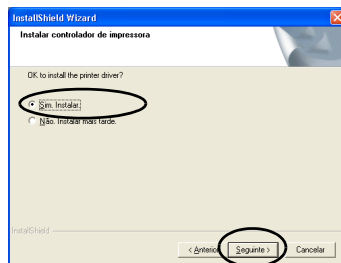 InstallShield Wizard
Instalar controlador de impressora
OK to install the printer driver?
Sim. Instalar.
Não. Instalar mais tarde.
InstallShield
< Anterior
Seguinte >
Cancelar